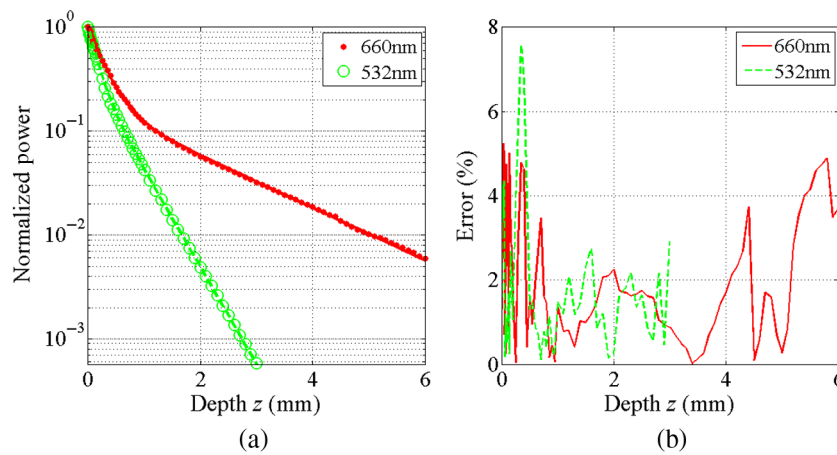 10^0
10^-1
10^-2
10^-3
Normalized power
660nm
532nm
0 2 4 6
Depth z (mm)
(a)
8
6
4
2
0
Error (%)
660nm
532nm
0 2 4 6
Depth z (mm)
(b)